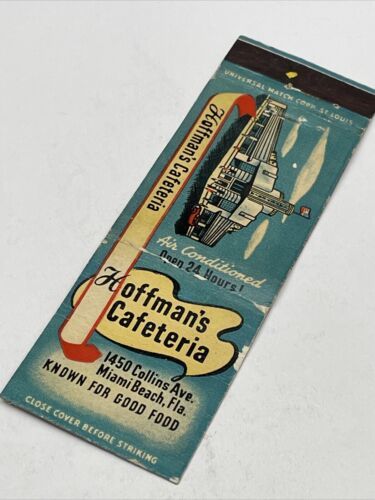 UNIVERSAL MATCH CORP. ST. LOUIS
Hoffman's Cafeteria
Air Conditioned
Open 24 Hours!
Hoffman's
Cafeteria
1450 Collins Ave.
Miami Beach, Fla.
KNOWN FOR GOOD FOOD
CLOSE COVER BEFORE STRIKING